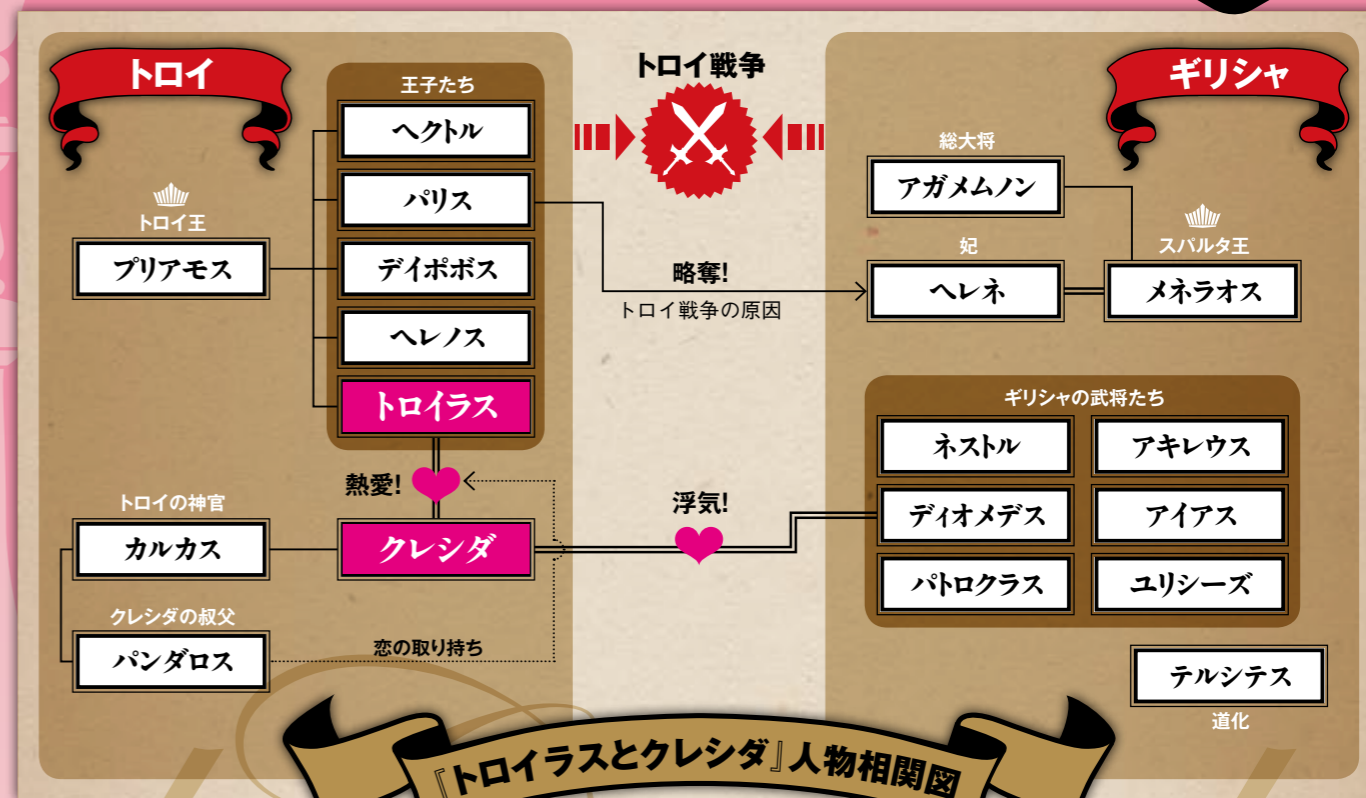 トロイ
王子たち
ヘクトル
パリス
デイポボス
ヘレノス
トロイラス
トロイ王
プリアモス
熱愛!
トロイの神官
カルカス
クレシダ
クレシダの叔父
パンダロス
恋の取り持ち
トロイ戦争
略奪!
トロイ戦争の原因
浮気!
ギリシャ
総大将
アガメムノン
妃
ヘレネ
スパルタ王
メネラオス
ギリシャの武将たち
ネストル
アキレウス
ディオメデス
アイアス
パトロクラス
ユリシーズ
テルシテス
道化
『トロイラスとクレシダ』人物相関図